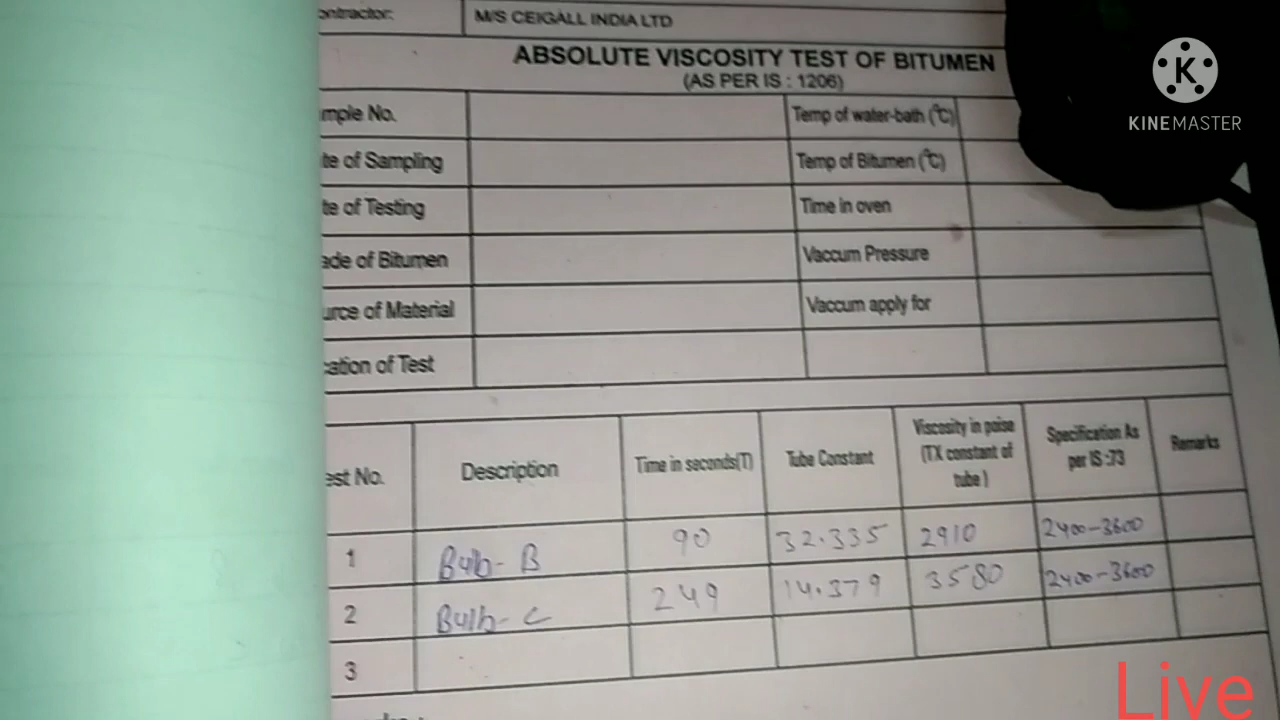 ontractor: M/S CEIGALL INDIA LTD
ABSOLUTE VISCOSITY TEST OF BITUMEN
(AS PER IS : 1206)
mple No. Temp of water-bath (°C)
te of Sampling Temp of Bitumen (°C)
te of Testing Time in oven
ade of Bitumen Vaccum Pressure
urce of Material Vaccum apply for
cation of Test
est No. Description Time in seconds(T) Tube Constant Viscosity in poise (TX constant of tube ) Specification As per IS :73 Remarks
1 Bulb- B 90 32.335 2910 2400-3600
2 Bulb- C 249 14.379 3580 2400-3600
3
K
KINEMASTER
Live